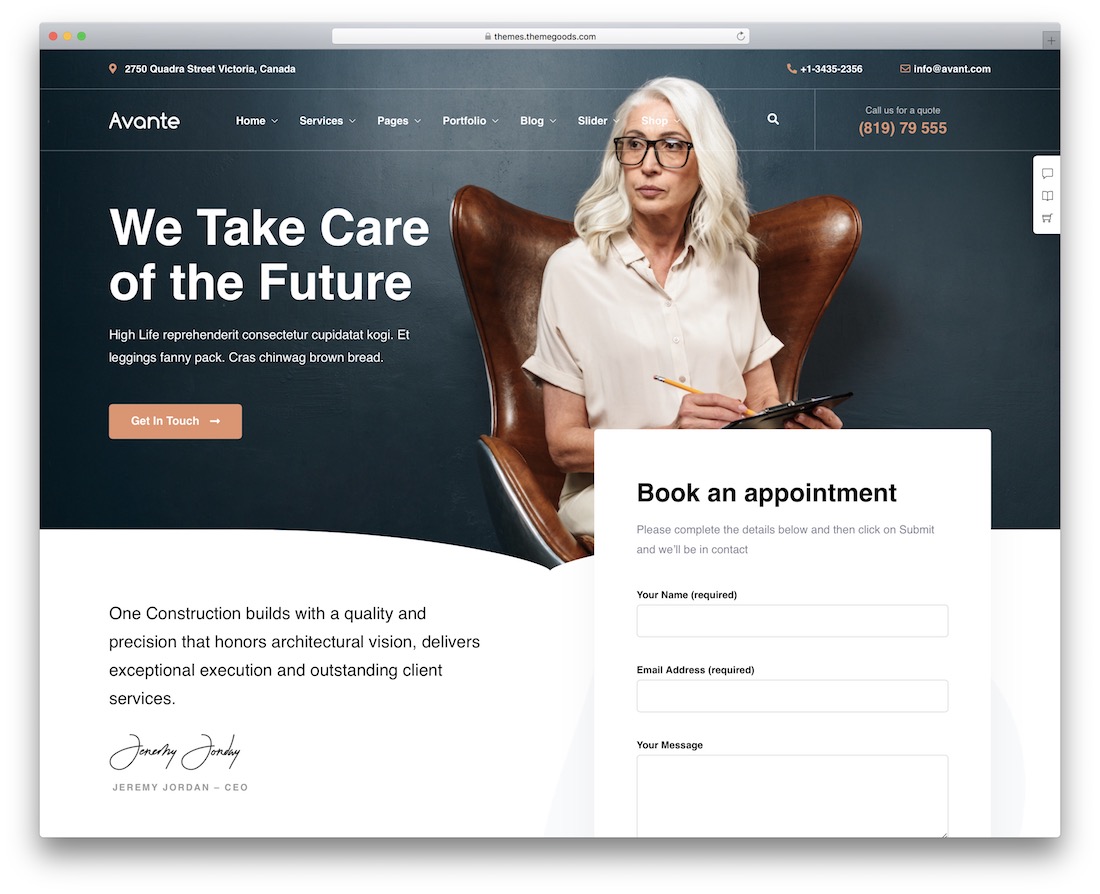 themes.themegoods.com
2750 Quadra Street Victoria, Canada
+1-3435-2356
info@avant.com
Avante
Home Services Pages Portfolio Blog Slider Shop
Call us for a quote
(819) 79 555
We Take Care
of the Future
High Life reprehenderit consectetur cupidatat kogi. Et
leggings fanny pack. Cras chinwag brown bread.
Get In Touch →
Book an appointment
Please complete the details below and then click on Submit
and we’ll be in contact
Your Name (required)
Email Address (required)
Your Message
One Construction builds with a quality and
precision that honors architectural vision, delivers
exceptional execution and outstanding client
services.
JEREMY JORDAN – CEO